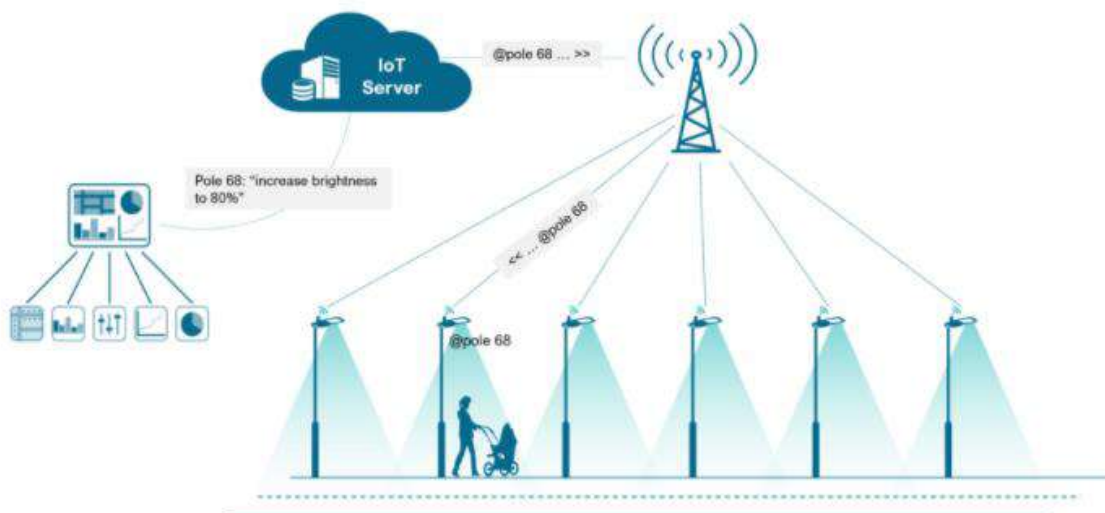 IoT
Server
@pole 68 ... >>
Pole 68: "increase brightness
to 80%"
<< ... @pole 68
@pole 68